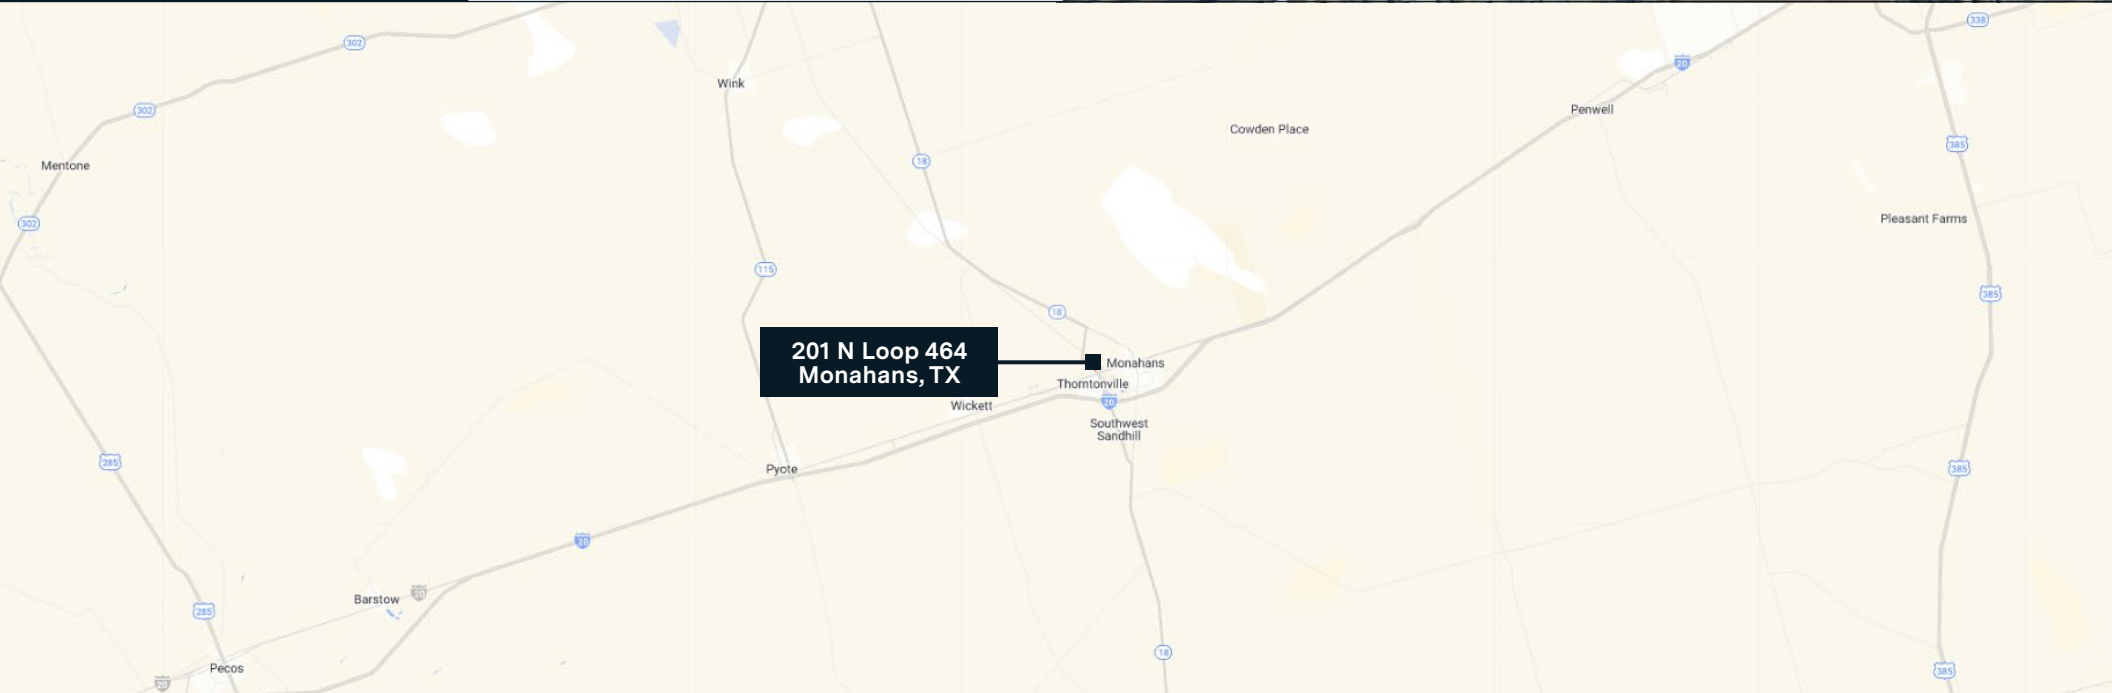 338
302
20
Wink
302
Penwell
Cowden Place
385
18
Mentone
Pleasant Farms
302
115
385
18
201 N Loop 464
Monahans, TX
Monahans
Thorntonville
20
Wickett
Southwest
Sandhill
285
Pyote
385
20
20
Barstow
285
18
Pecos
385
20